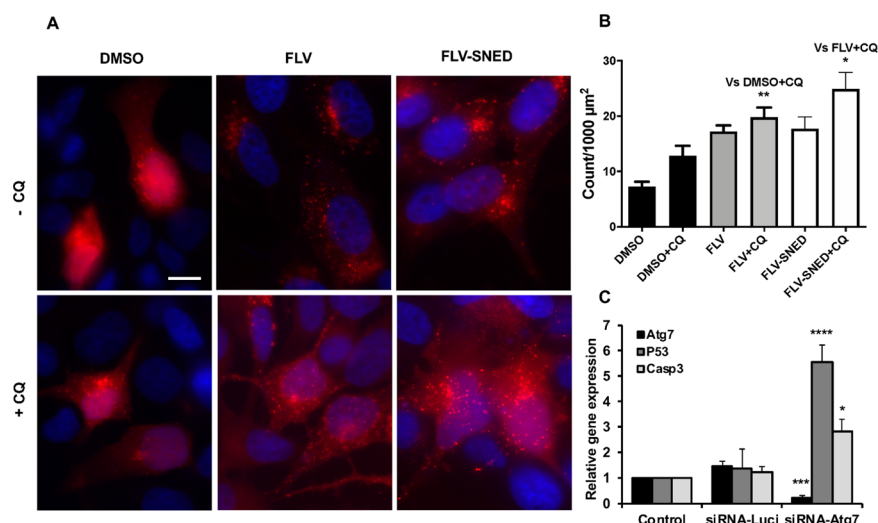 A
DMSO FLV FLV-SNED
- CQ
+ CQ
B
Vs FLV+CQ
*
Vs DMSO+CQ
**
Count/1000 µm²
30
20
10
0
DMSO
DMSO+CQ
FLV
FLV+CQ
FLV-SNED
FLV-SNED+CQ
C
Relative gene expression
7
6
5
4
3
2
1
0
Atg7
P53
Casp3
****
*
***
Control siRNA-Luci siRNA-Atg7